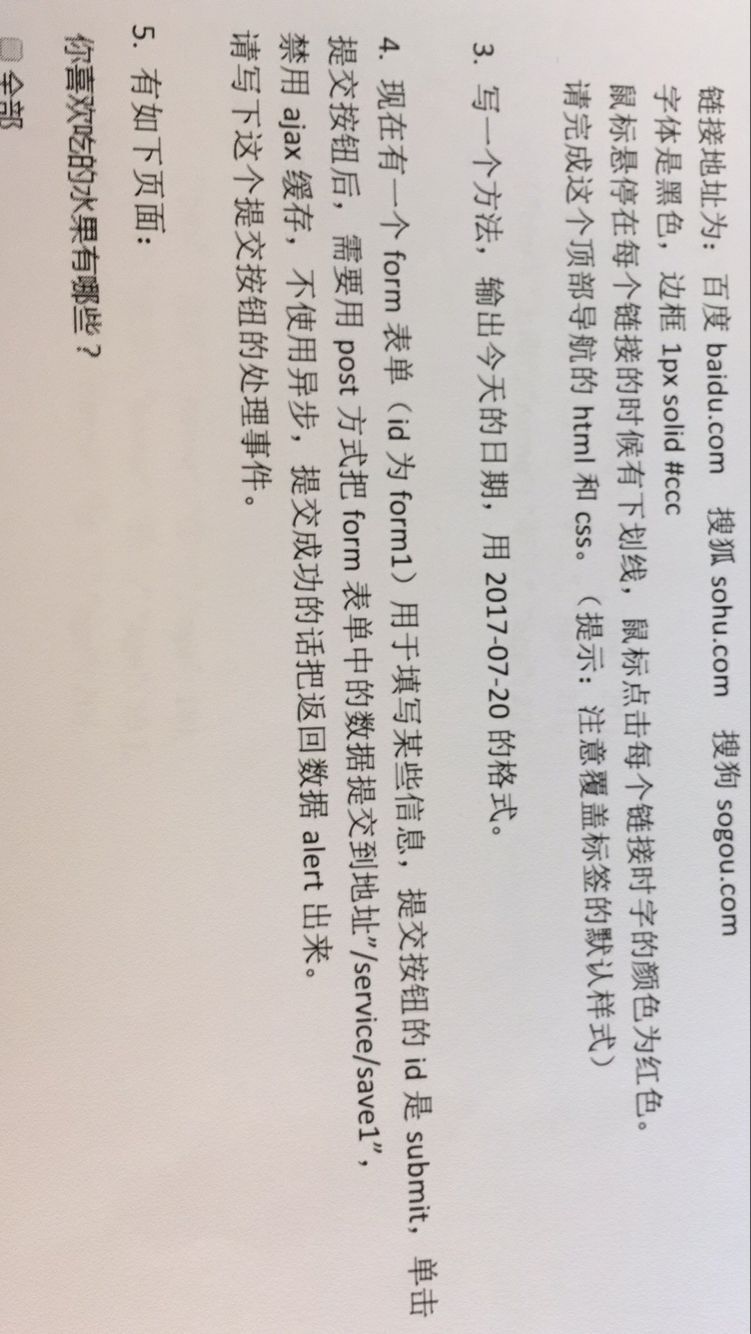 链接地址为：百度 baidu.com 搜狐 sohu.com 搜狗 sogou.com
字体是黑色，边框 1px solid #ccc
鼠标悬停在每个链接的时候有下划线，鼠标点击每个链接时字的颜色为红色。
请完成这个顶部导航的 html 和 css。（提示：注意覆盖标签的默认样式）
3. 写一个方法，输出今天的日期，用 2017-07-20 的格式。
4. 现在有一个 form 表单（id 为 form1）用于填写某些信息，提交按钮的 id 是 submit，单击
提交按钮后，需要用 post 方式把 form 表单中的数据提交到地址”/service/save1”，
禁用 ajax 缓存，不使用异步，提交成功的话把返回数据 alert 出来。
请写下这个提交按钮的处理事件。
5. 有如下页面：
你喜欢吃的水果有哪些？
全部